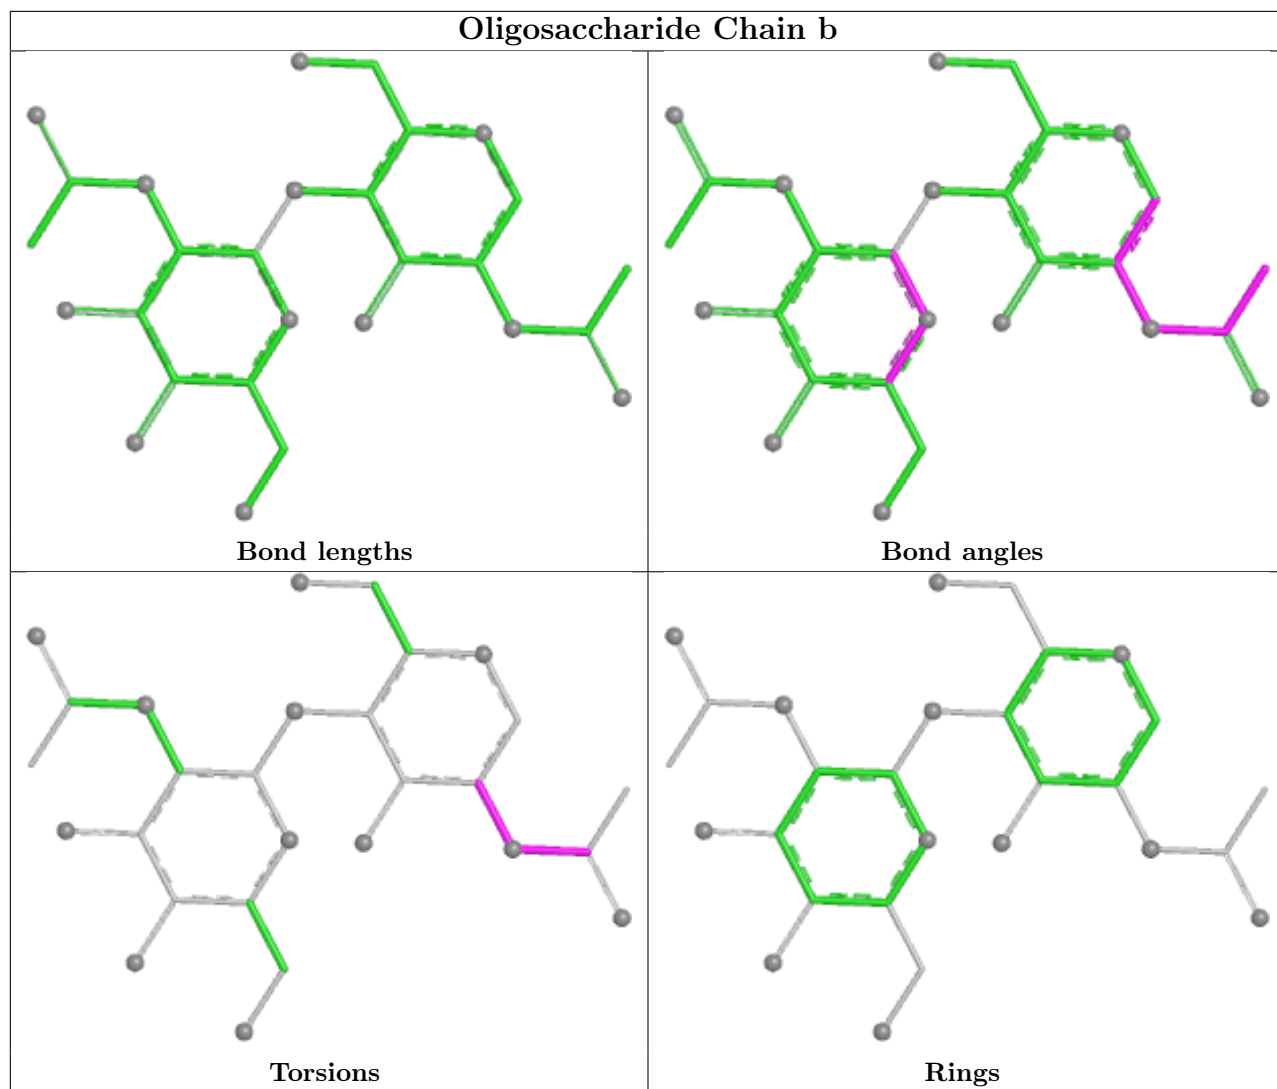 Oligosaccharide Chain b
Bond lengths
Bond angles
Torsions
Rings